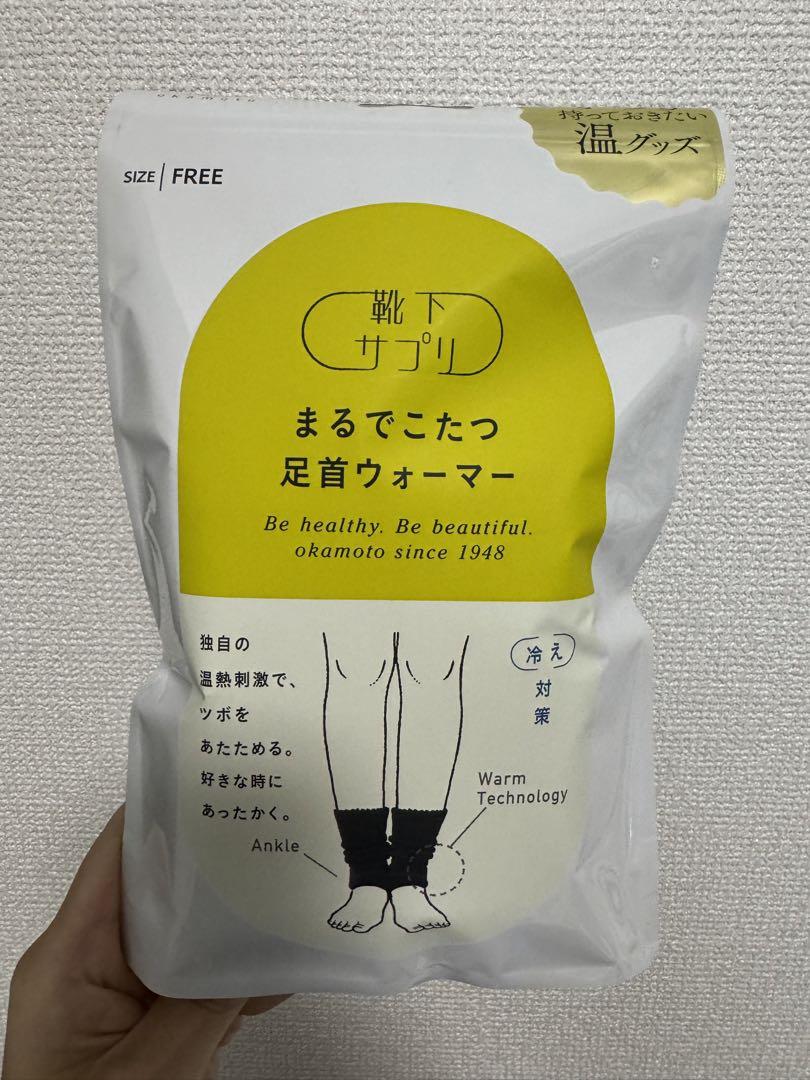 持っておきたい
温グッズ
SIZE FREE
靴下
サプリ
まるでこたつ
足首ウォーマー
Be healthy. Be beautiful.
okamoto since 1948
独自の
温熱刺激で、
ツボを
あたためる。
好きな時に
あったかく。
冷え
対策
Warm
Technology
Ankle